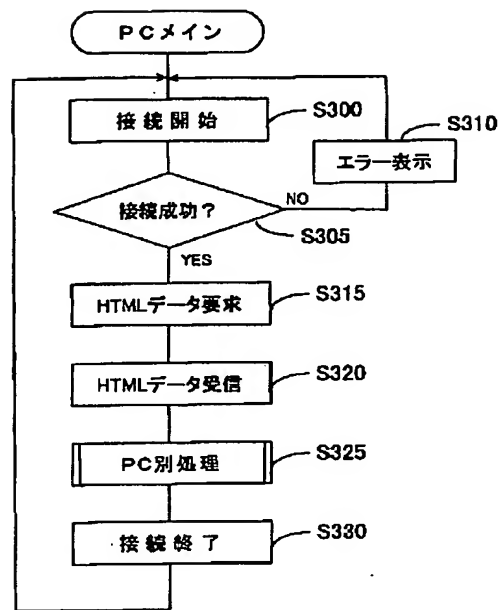 PCメイン
接続開始
S300
S310
エラー表示
接続成功?
NO
S305
YES
HTMLデータ要求
S315
HTMLデータ受信
S320
PC別処理
S325
接続終了
S330